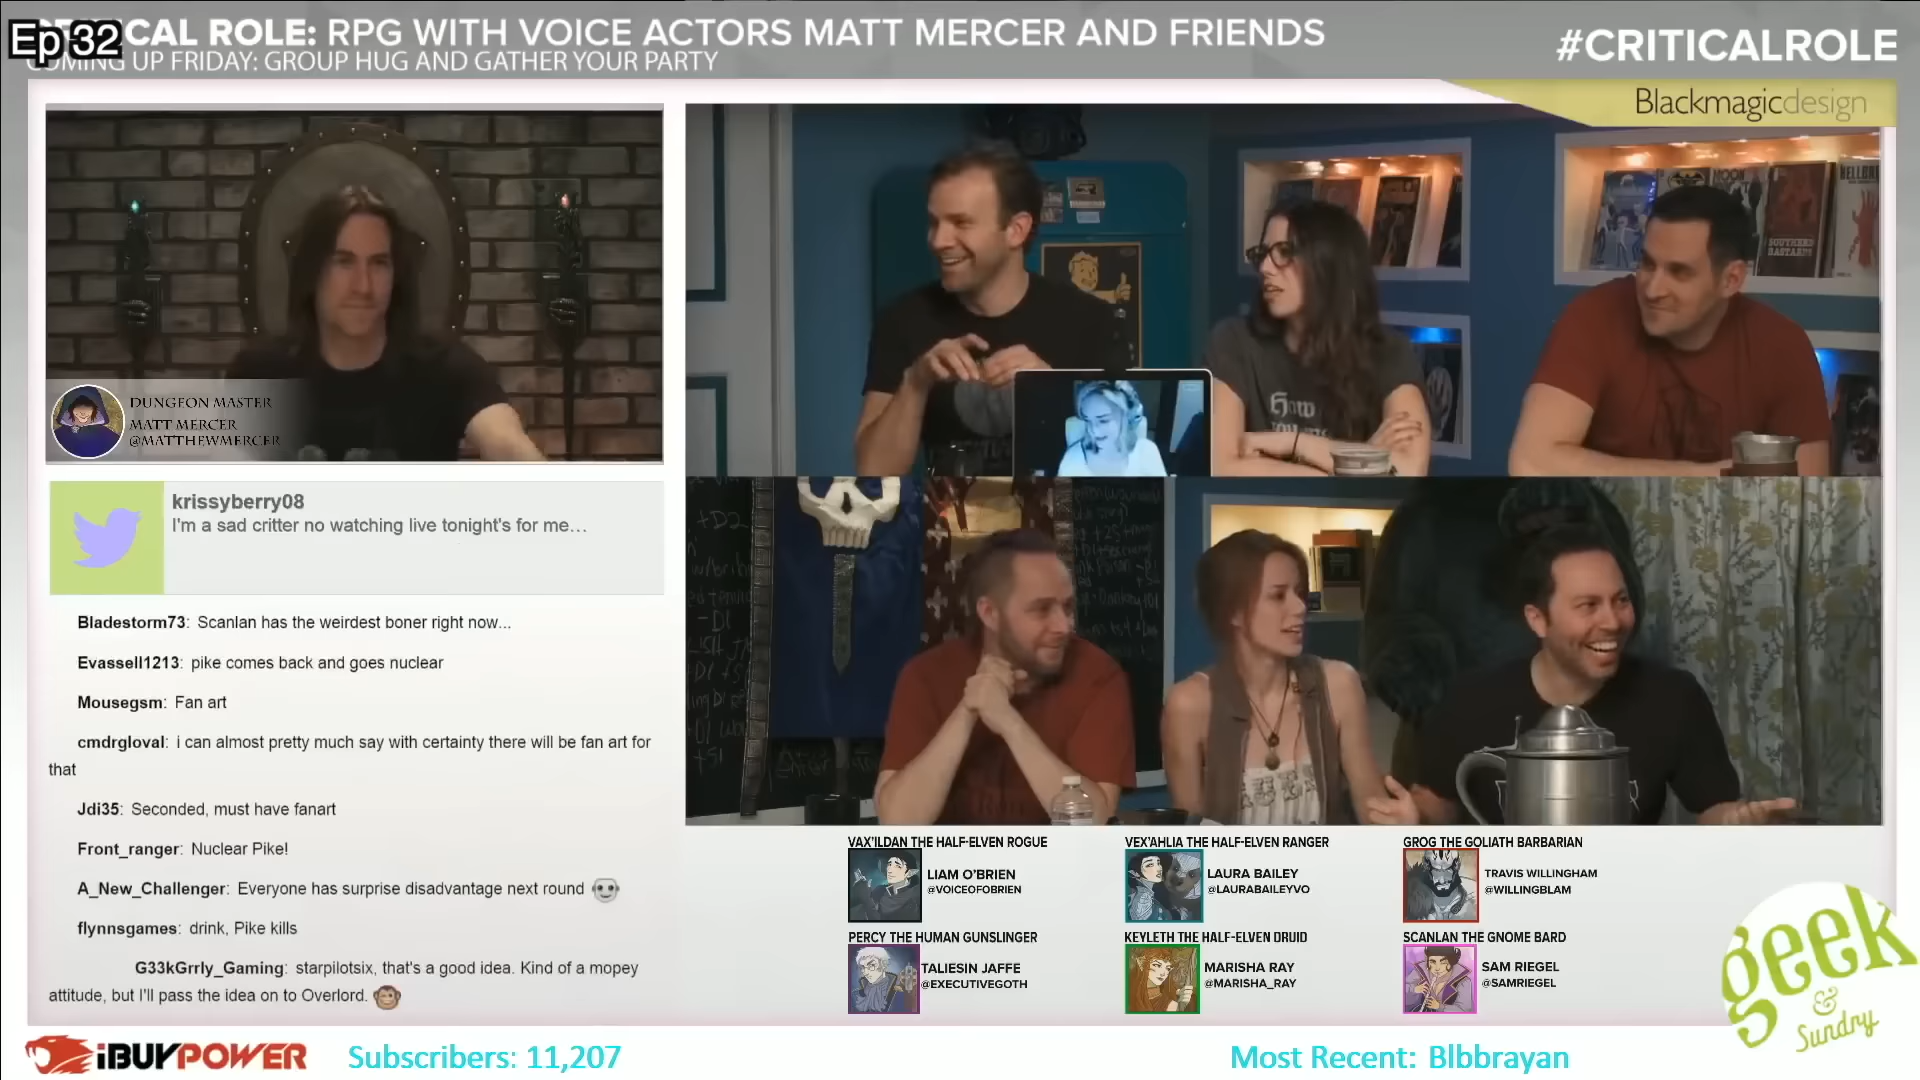 Ep 32
CAL ROLE: RPG WITH VOICE ACTORS MATT MERCER AND FRIENDS
COMING UP FRIDAY: GROUP HUG AND GATHER YOUR PARTY
#CRITICALROLE
Blackmagicdesign
DUNGEON MASTER
MATT MERCER
@MATTHEWMERCER
krissyberry08
I'm a sad critter no watching live tonight's for me...
Bladestorm73: Scanlan has the weirdest boner right now...
Evassell1213: pike comes back and goes nuclear
Mousegsm: Fan art
cmdrgloval: i can almost pretty much say with certainty there will be fan art for
that
Jdi35: Seconded, must have fanart
Front_ranger: Nuclear Pike!
A_New_Challenger: Everyone has surprise disadvantage next round
flynnsgames: drink, Pike kills
G33kGrrly_Gaming: starpilotsix, that's a good idea. Kind of a mopey
attitude, but I'll pass the idea on to Overlord.
SOUTHERN
BASTARDS
How
+D2
VAX'ILDAN THE HALF-ELVEN ROGUE
LIAM O'BRIEN
@VOICEOFOBRIEN
VEX'AHLIA THE HALF-ELVEN RANGER
LAURA BAILEY
@LAURABAILEYVO
GROG THE GOLIATH BARBARIAN
TRAVIS WILLINGHAM
@WILLINGBLAM
PERCY THE HUMAN GUNSLINGER
TALIESIN JAFFE
@EXECUTIVEGOTH
KEYLETH THE HALF-ELVEN DRUID
MARISHA RAY
@MARISHA_RAY
SCANLAN THE GNOME BARD
SAM RIEGEL
@SAMRIEGEL
geek
&
Sundry
iBUYPOWER
Subscribers: 11,207
Most Recent: Blbbrayan